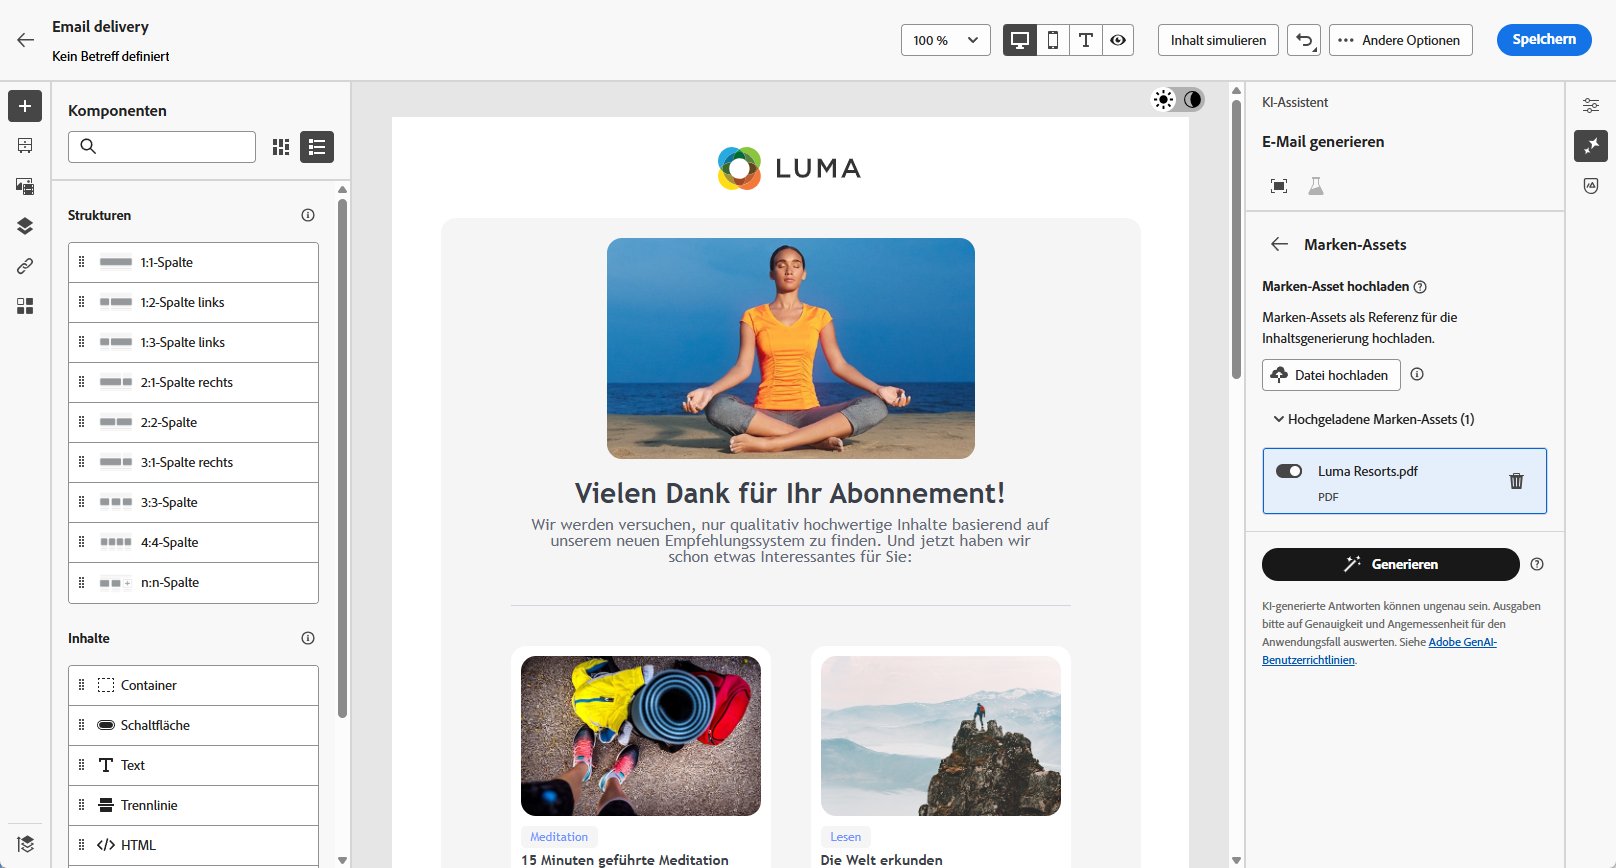 Email delivery
Kein Betreff definiert
100 %
Inhalt simulieren
Andere Optionen
Speichern
Komponenten
Strukturen
1:1-Spalte
1:2-Spalte links
1:3-Spalte links
2:1-Spalte rechts
2:2-Spalte
3:1-Spalte rechts
3:3-Spalte
4:4-Spalte
n:n-Spalte
Inhalte
Container
Schaltfläche
Text
Trennlinie
HTML
LUMA
Vielen Dank für Ihr Abonnement!
Wir werden versuchen, nur qualitativ hochwertige Inhalte basierend auf
unserem neuen Empfehlungssystem zu finden. Und jetzt haben wir
schon etwas Interessantes für Sie:
Meditation
15 Minuten geführte Meditation
Lesen
Die Welt erkunden
KI-Assistent
E-Mail generieren
Marken-Assets
Marken-Asset hochladen
Marken-Assets als Referenz für die
Inhaltsgenerierung hochladen.
Datei hochladen
Hochgeladene Marken-Assets (1)
Luma Resorts.pdf
PDF
Generieren
KI-generierte Antworten können ungenau sein. Ausgaben
bitte auf Genauigkeit und Angemessenheit für den
Anwendungsfall auswerten. Siehe Adobe GenAI-
Benutzerrichtlinien.